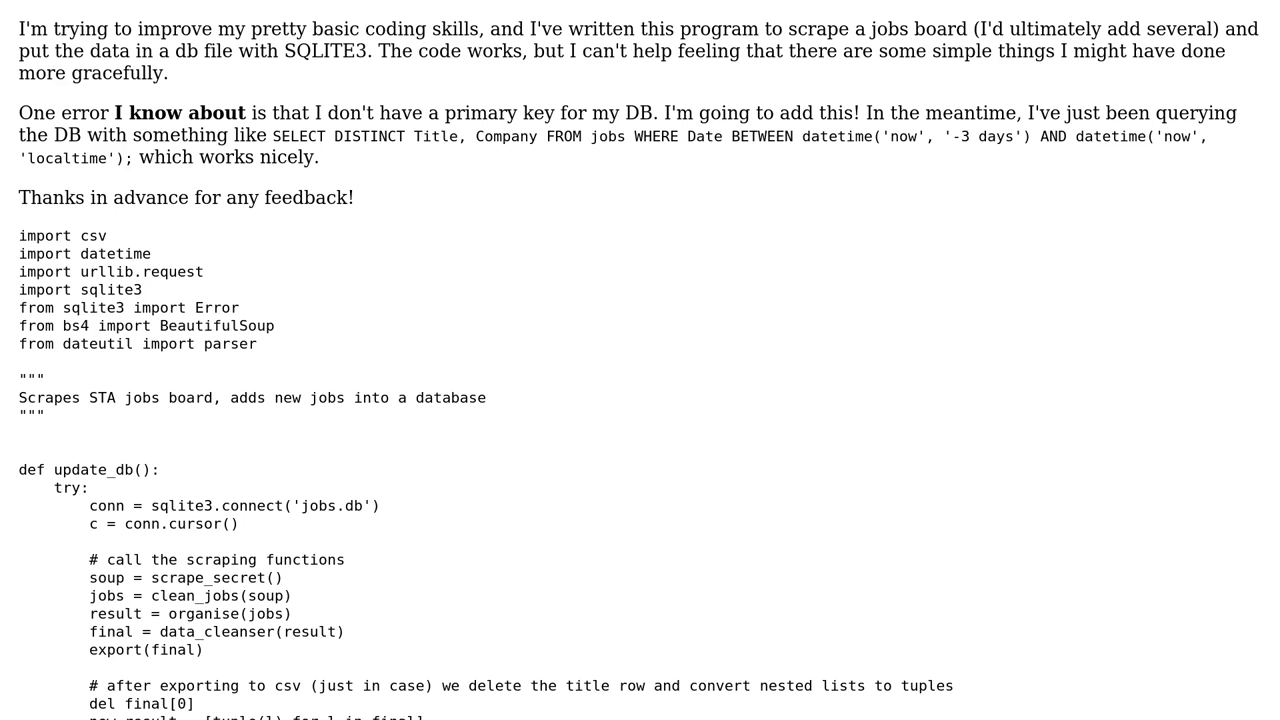 I'm trying to improve my pretty basic coding skills, and I've written this program to scrape a jobs board (I'd ultimately add several) and
put the data in a db file with SQLITE3. The code works, but I can't help feeling that there are some simple things I might have done
more gracefully.
One error I know about is that I don't have a primary key for my DB. I'm going to add this! In the meantime, I've just been querying
the DB with something like SELECT DISTINCT Title, Company FROM jobs WHERE Date BETWEEN datetime('now', '-3 days') AND datetime('now',
'localtime'); which works nicely.
Thanks in advance for any feedback!
import csv
import datetime
import urllib.request
import sqlite3
from sqlite3 import Error
from bs4 import BeautifulSoup
from dateutil import parser
"""
Scrapes STA jobs board, adds new jobs into a database
"""
def update_db():
    try:
        conn = sqlite3.connect('jobs.db')
        c = conn.cursor()
        # call the scraping functions
        soup = scrape_secret()
        jobs = clean_jobs(soup)
        result = organise(jobs)
        final = data_cleanser(result)
        export(final)
        # after exporting to csv (just in case) we delete the title row and convert nested lists to tuples
        del final[0]